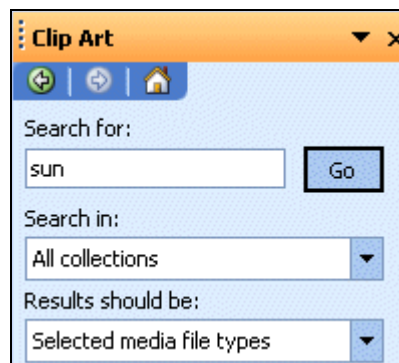 Clip Art
Search for:
sun
Go
Search in:
All collections
Results should be:
Selected media file types